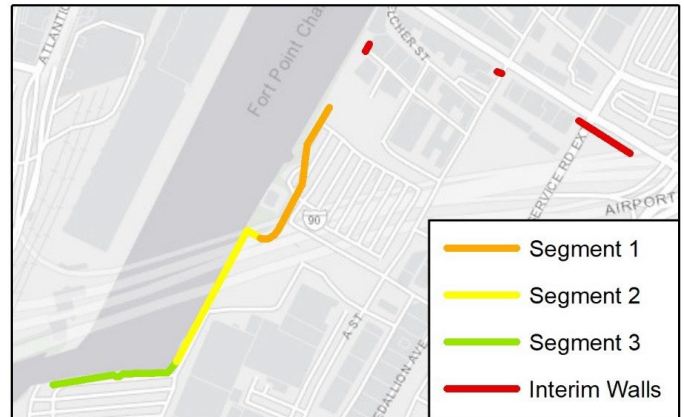 ATLANTIC
Fort Point Cha
CHER ST
SERVICE RD EX
AIRPORT
90
A ST
DALLION AVE
Segment 1
Segment 2
Segment 3
Interim Walls